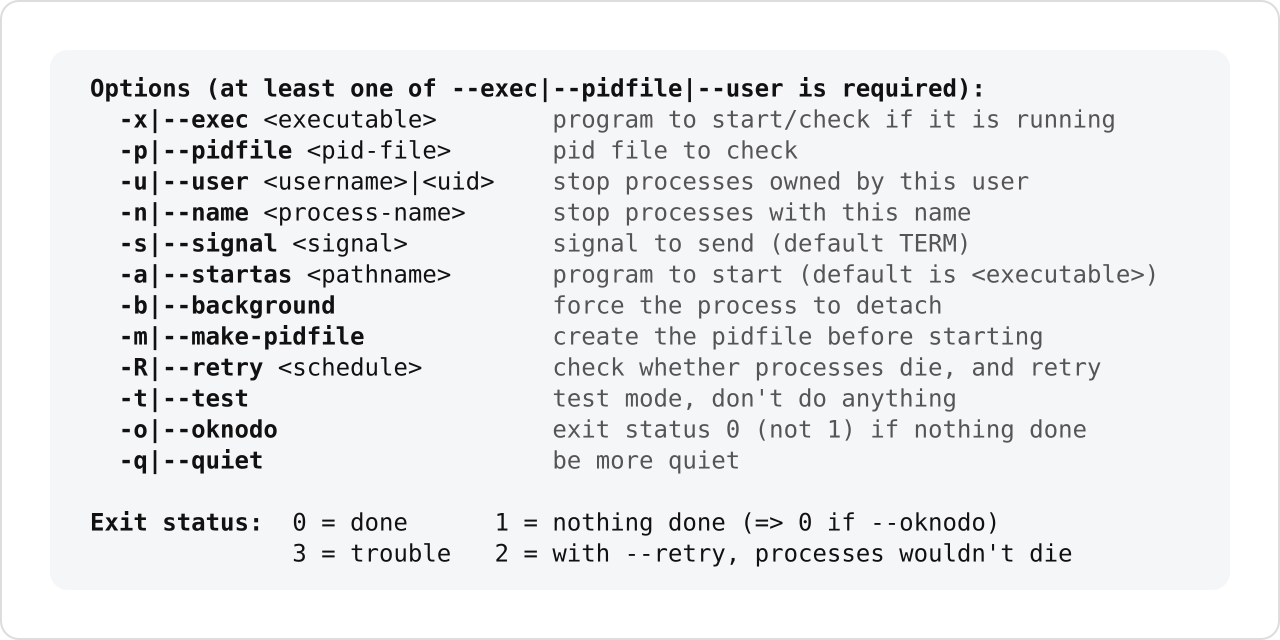 Options (at least one of --exec|--pidfile|--user is required):
  -x|--exec <executable>        program to start/check if it is running
  -p|--pidfile <pid-file>       pid file to check
  -u|--user <username>|<uid>    stop processes owned by this user
  -n|--name <process-name>      stop processes with this name
  -s|--signal <signal>          signal to send (default TERM)
  -a|--startas <pathname>       program to start (default is <executable>)
  -b|--background               force the process to detach
  -m|--make-pidfile             create the pidfile before starting
  -R|--retry <schedule>         check whether processes die, and retry
  -t|--test                     test mode, don't do anything
  -o|--oknodo                   exit status 0 (not 1) if nothing done
  -q|--quiet                    be more quiet

Exit status:  0 = done      1 = nothing done (=> 0 if --oknodo)
              3 = trouble   2 = with --retry, processes wouldn't die